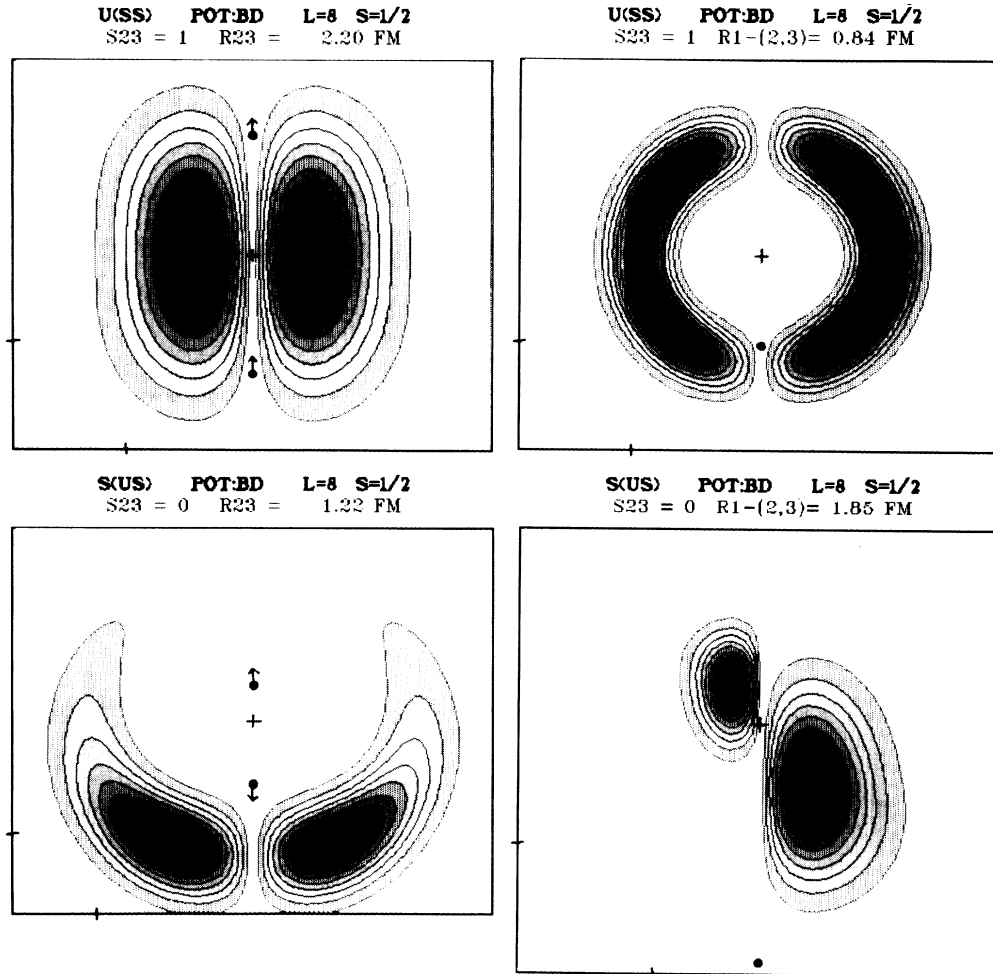 U(SS) POT:BD L=8 S=1/2
S23 = 1 R23 = 2.20 FM
U(SS) POT:BD L=8 S=1/2
S23 = 1 R1-(2,3)= 0.84 FM
S(US) POT:BD L=8 S=1/2
S23 = 0 R23 = 1.22 FM
S(US) POT:BD L=8 S=1/2
S23 = 0 R1-(2,3)= 1.85 FM